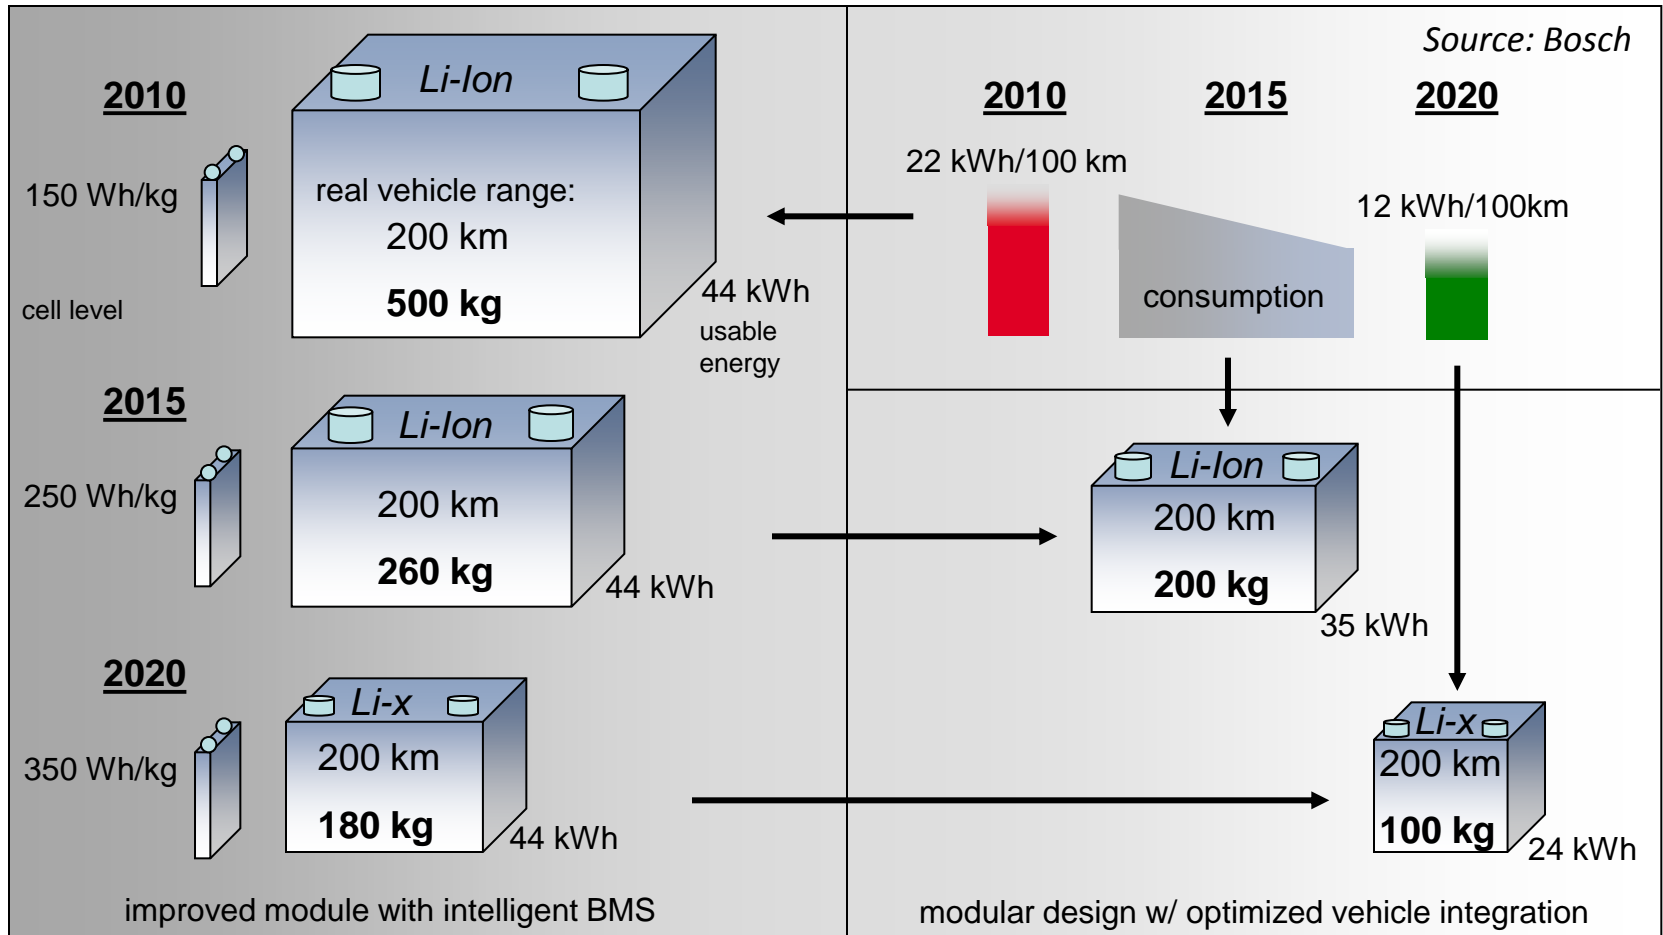 Source: Bosch
2010
Li-Ion
150 Wh/kg
real vehicle range:
200 km
500 kg
44 kWh
usable
energy
cell level
2015
Li-Ion
250 Wh/kg
200 km
260 kg
44 kWh
2020
Li-x
350 Wh/kg
200 km
180 kg
44 kWh
improved module with intelligent BMS
2010
2015
2020
22 kWh/100 km
12 kWh/100km
consumption
Li-Ion
200 km
200 kg
35 kWh
Li-x
200 km
100 kg
24 kWh
modular design w/ optimized vehicle integration